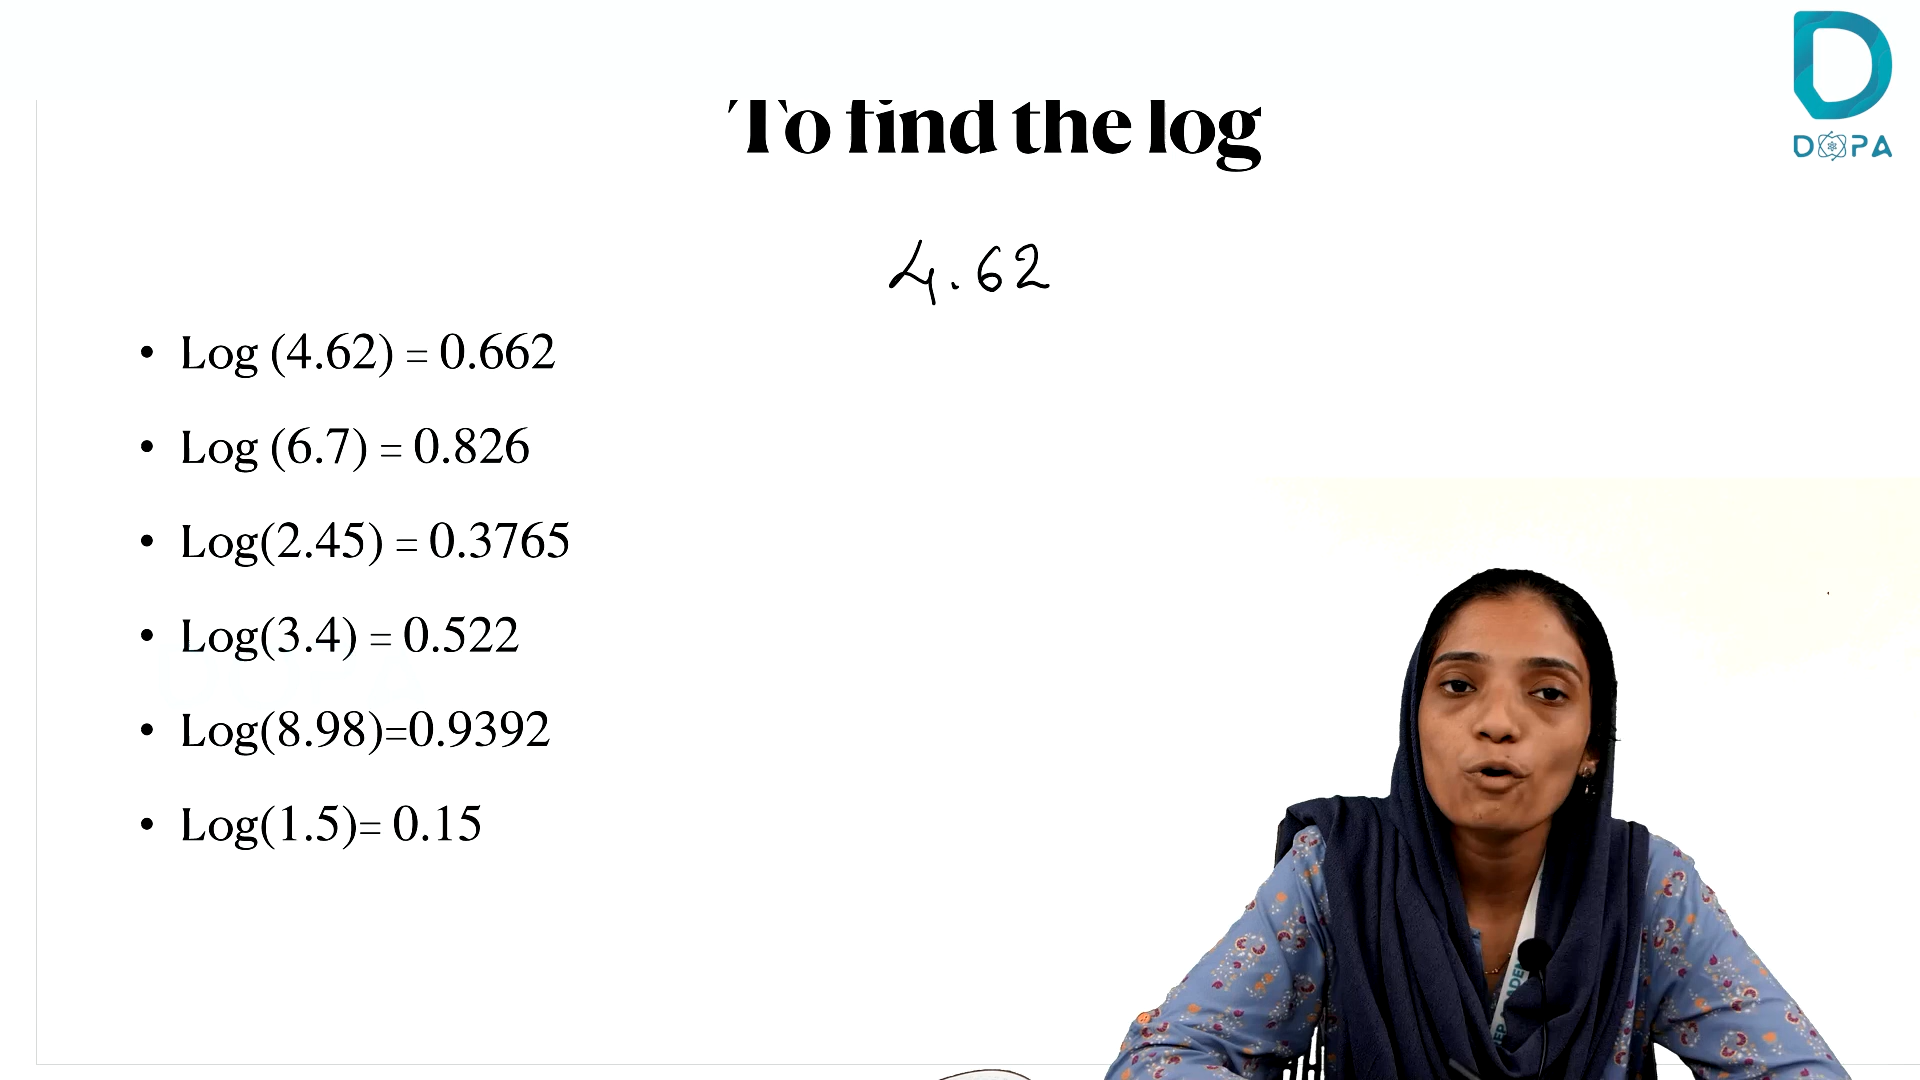 To find the log
DOPA
4.62
• Log (4.62) = 0.662
• Log (6.7) = 0.826
• Log(2.45) = 0.3765
• Log(3.4) = 0.522
• Log(8.98)=0.9392
• Log(1.5)= 0.15